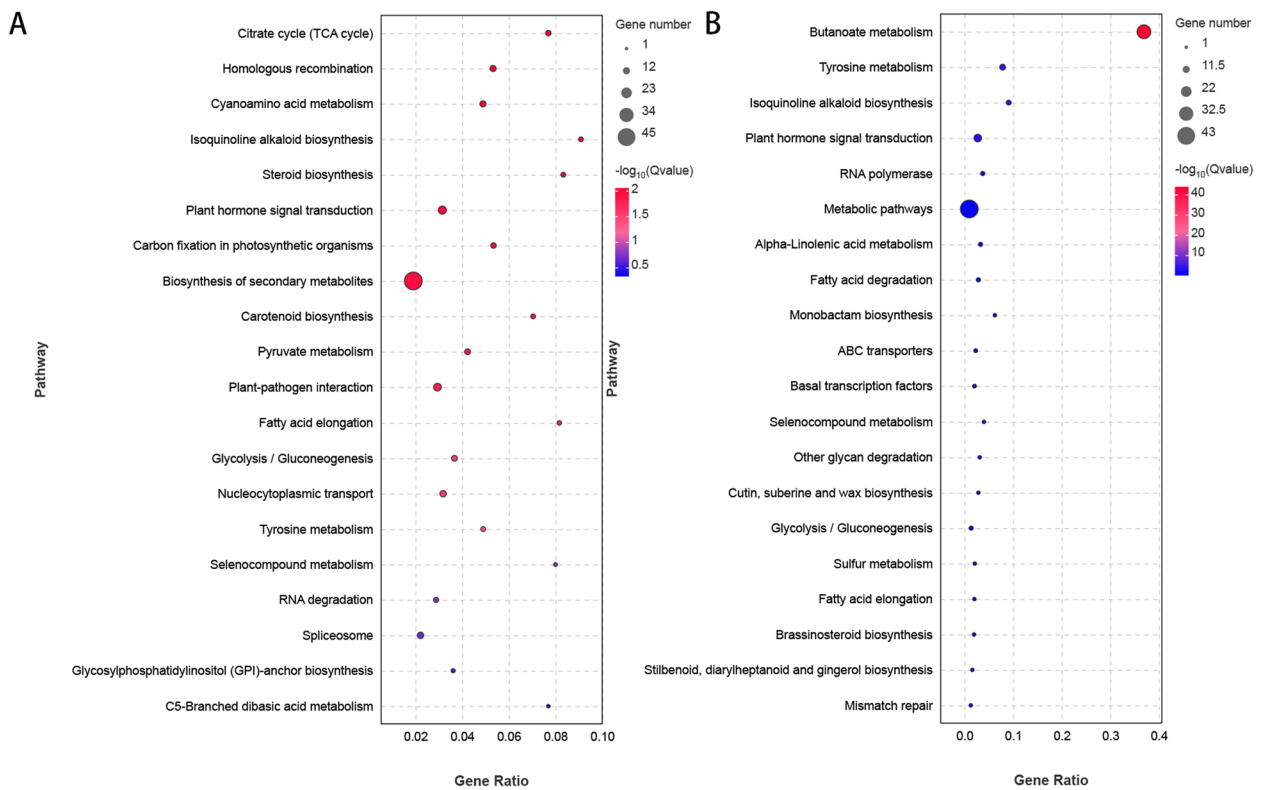 A
Citrate cycle (TCA cycle)
Homologous recombination
Cyanoamino acid metabolism
Isoquinoline alkaloid biosynthesis
Steroid biosynthesis
Plant hormone signal transduction
Carbon fixation in photosynthetic organisms
Biosynthesis of secondary metabolites
Carotenoid biosynthesis
Pyruvate metabolism
Plant-pathogen interaction
Fatty acid elongation
Glycolysis / Gluconeogenesis
Nucleocytoplasmic transport
Tyrosine metabolism
Selenocompound metabolism
RNA degradation
Spliceosome
Glycosylphosphatidylinositol (GPI)-anchor biosynthesis
C5-Branched dibasic acid metabolism
Pathway
0.02 0.04 0.06 0.08 0.10
Gene Ratio
Gene number
1
12
23
34
45
-log10(Qvalue)
2
1.5
1
0.5
B
Butanoate metabolism
Tyrosine metabolism
Isoquinoline alkaloid biosynthesis
Plant hormone signal transduction
RNA polymerase
Metabolic pathways
Alpha-Linolenic acid metabolism
Fatty acid degradation
Monobactam biosynthesis
ABC transporters
Basal transcription factors
Selenocompound metabolism
Other glycan degradation
Cutin, suberine and wax biosynthesis
Glycolysis / Gluconeogenesis
Sulfur metabolism
Fatty acid elongation
Brassinosteroid biosynthesis
Stilbenoid, diarylheptanoid and gingerol biosynthesis
Mismatch repair
Pathway
0.0 0.1 0.2 0.3 0.4
Gene Ratio
Gene number
1
11.5
22
32.5
43
-log10(Qvalue)
40
30
20
10